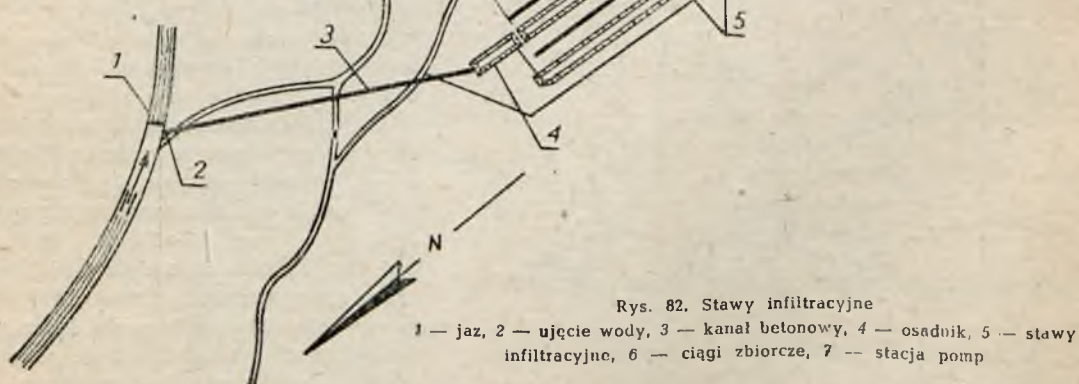 3
5
1
4
2
N
Rys. 82. Stawy infiltracyjne
1 — jaz, 2 — ujęcie wody, 3 — kanał betonowy, 4 — osadnik, 5 — stawy
infiltracyjne, 6 — ciągi zbiorcze, 7 — stacja pomp